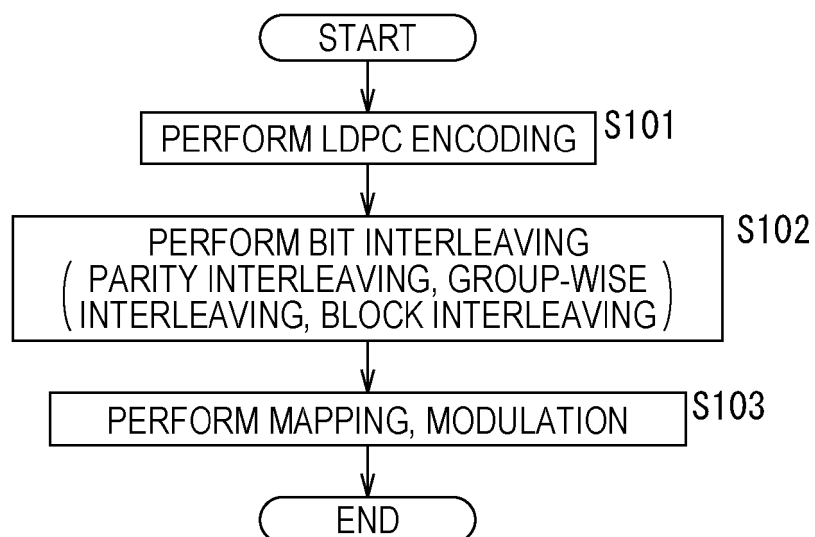 START
PERFORM LDPC ENCODING
S101
PERFORM BIT INTERLEAVING
(PARITY INTERLEAVING, GROUP-WISE
INTERLEAVING, BLOCK INTERLEAVING)
S102
PERFORM MAPPING, MODULATION
S103
END